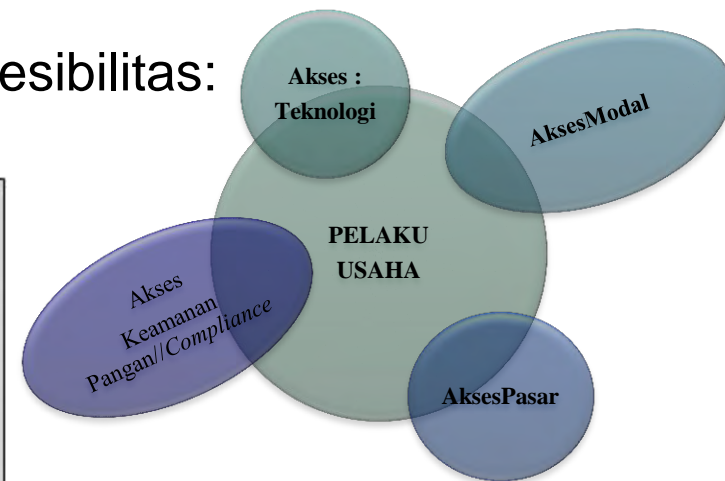 esibilitas:
Akses :
Teknologi
AksesModal
PELAKU
USAHA
Akses
Keamanan
Pangan//Compliance
AksesPasar